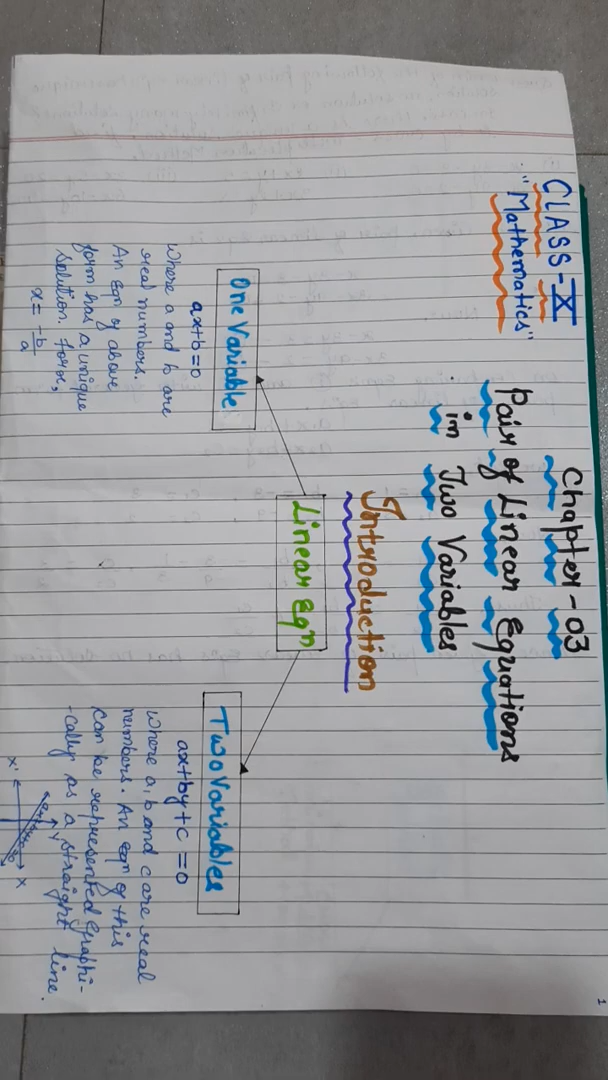 CLASS-X
"Mathematics"
Chapter-03
Pair of Linear Equations
in Two Variables
Introduction
Linear Eqn
One Variable
ax+b=0
Where a and b are
real numbers.
An Eqn of above
form has a unique
solution. form,
x = -b/a
Two Variables
ax+by+c=0
Where a, b and c are real
numbers. An Eqn of this
can be represented Graphi-
-cally as a straight line.
Y
X'
X
1